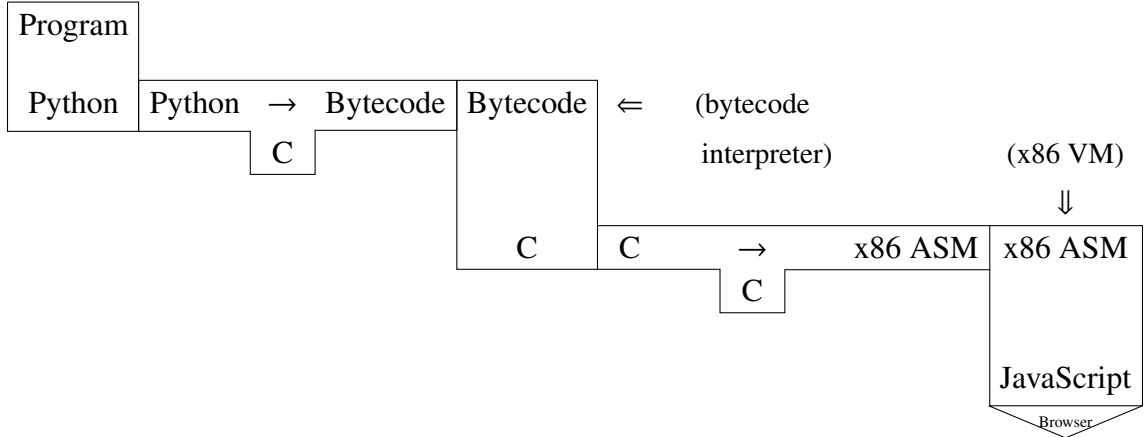 Program
Python Python → Bytecode Bytecode ⇐ (bytecode
C interpreter) (x86 VM)
⇓
C C → x86 ASM x86 ASM
C
JavaScript
Browser